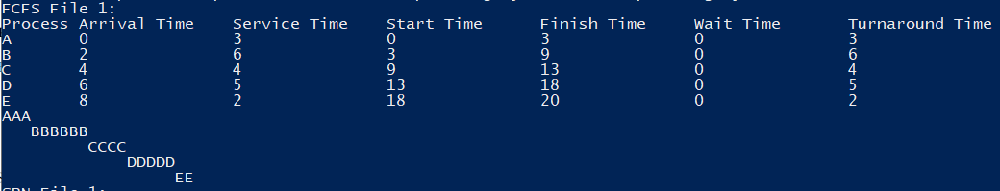 FCFS File 1:
Process Arrival Time Service Time Start Time Finish Time Wait Time Turnaround Time
A 0 3 0 3 0 3
B 2 6 3 9 0 6
C 4 4 9 13 0 4
D 6 5 13 18 0 5
E 8 2 18 20 0 2
AAA
BBBBBB
CCCC
DDDDD
EE